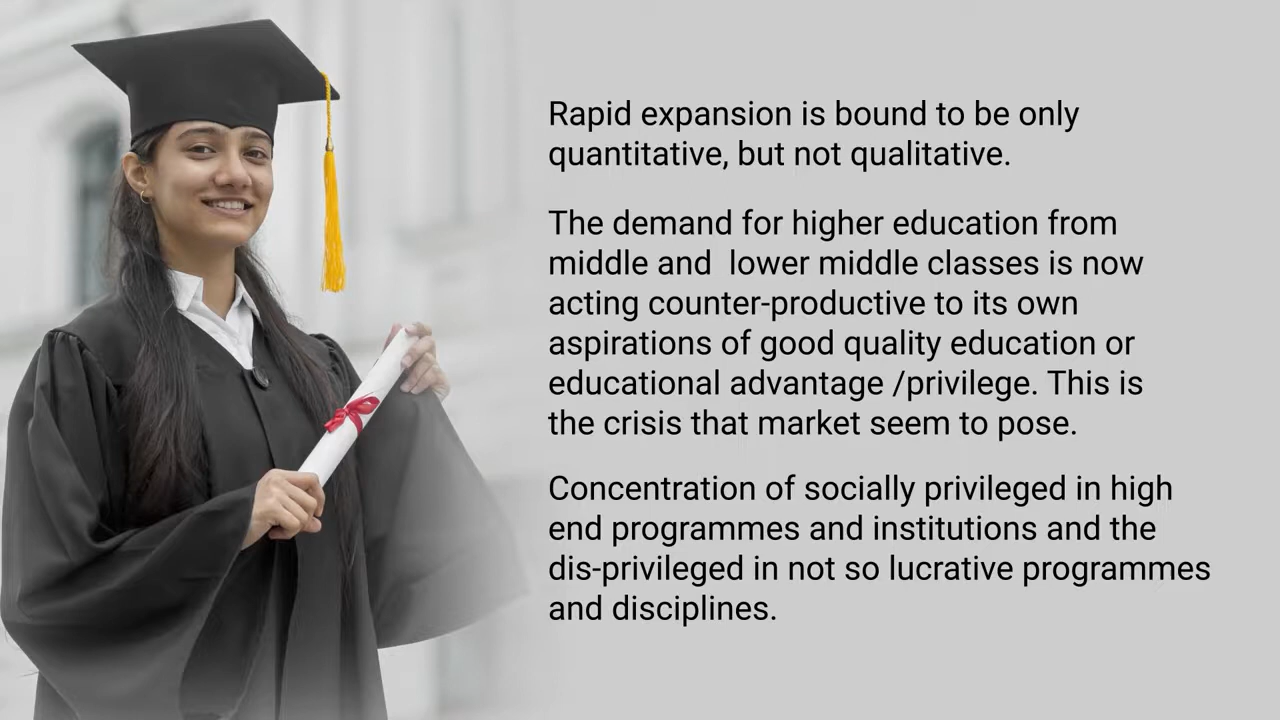 Rapid expansion is bound to be only
quantitative, but not qualitative.
The demand for higher education from
middle and  lower middle classes is now
acting counter-productive to its own
aspirations of good quality education or
educational advantage /privilege. This is
the crisis that market seem to pose.
Concentration of socially privileged in high
end programmes and institutions and the
dis-privileged in not so lucrative programmes
and disciplines.